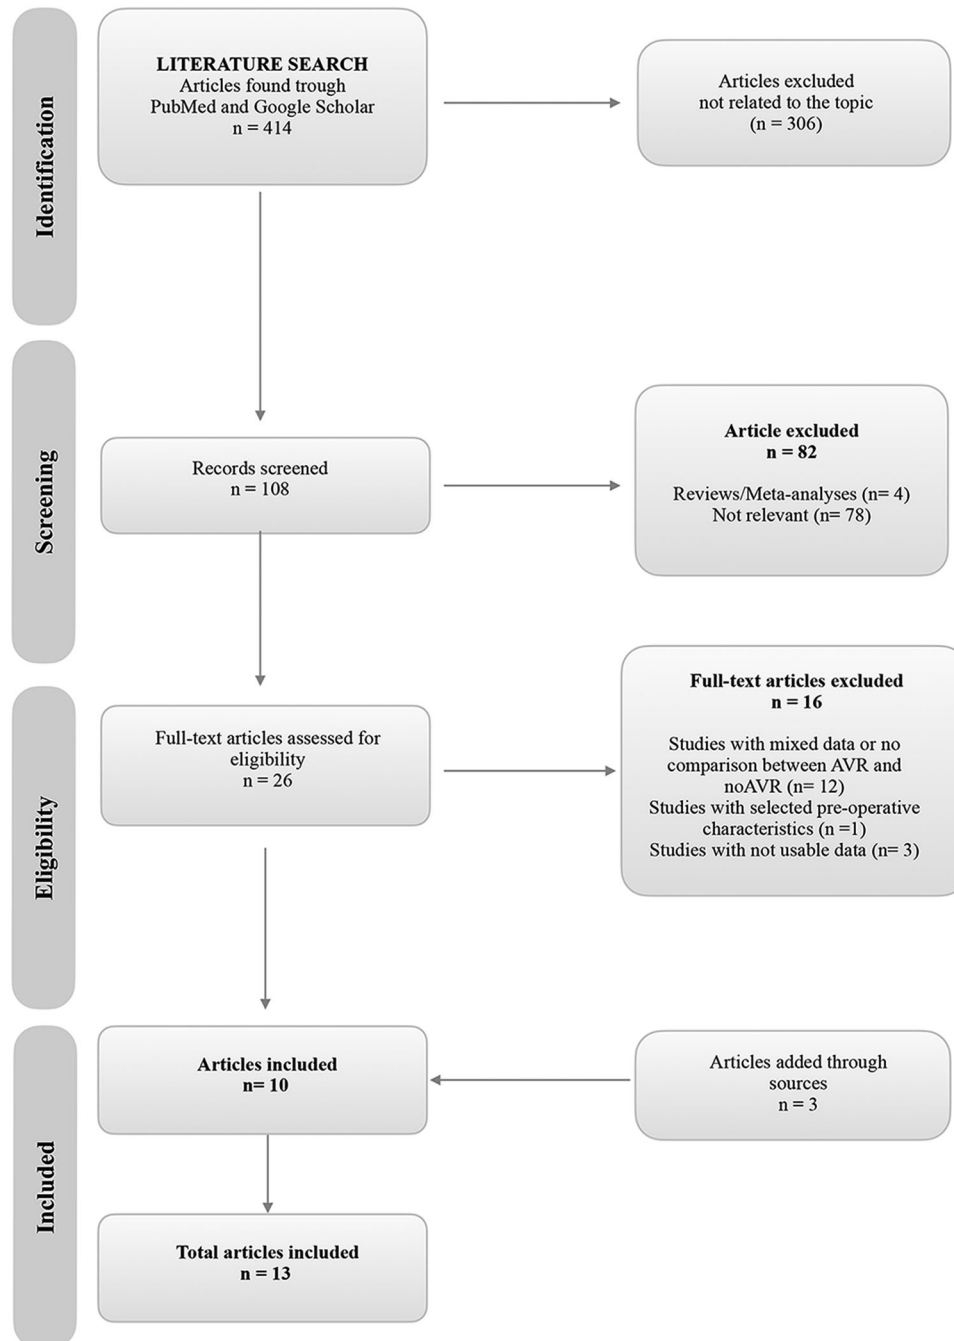 Identification
LITERATURE SEARCH
Articles found trough
PubMed and Google Scholar
n = 414
Articles excluded
not related to the topic
(n = 306)
Screening
Records screened
n = 108
Article excluded
n = 82
Reviews/Meta-analyses (n= 4)
Not relevant (n= 78)
Eligibility
Full-text articles assessed for
eligibility
n = 26
Full-text articles excluded
n = 16
Studies with mixed data or no
comparison between AVR and
noAVR (n= 12)
Studies with selected pre-operative
characteristics (n =1)
Studies with not usable data (n= 3)
Included
Articles included
n= 10
Articles added through
sources
n = 3
Total articles included
n = 13